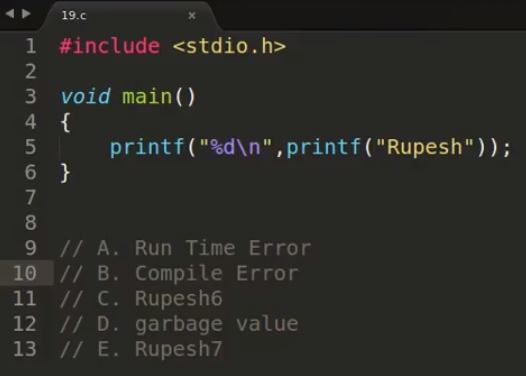 19.c
1 #include <stdio.h>
2
3 void main()
4 {
5 printf("%d\n",printf("Rupesh"));
6 }
7
8
9 // A. Run Time Error
10 // B. Compile Error
11 // C. Rupesh6
12 // D. garbage value
13 // E. Rupesh7